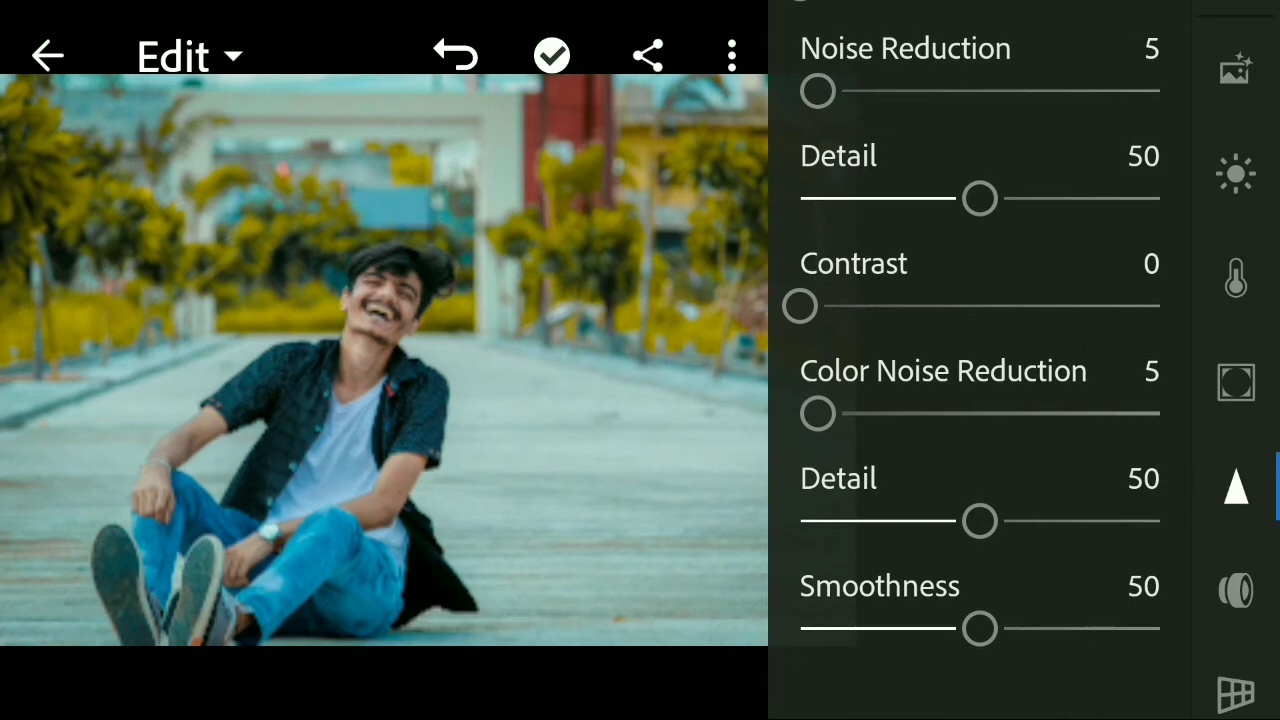 Edit
Noise Reduction 5
Detail 50
Contrast 0
Color Noise Reduction 5
Detail 50
Smoothness 50